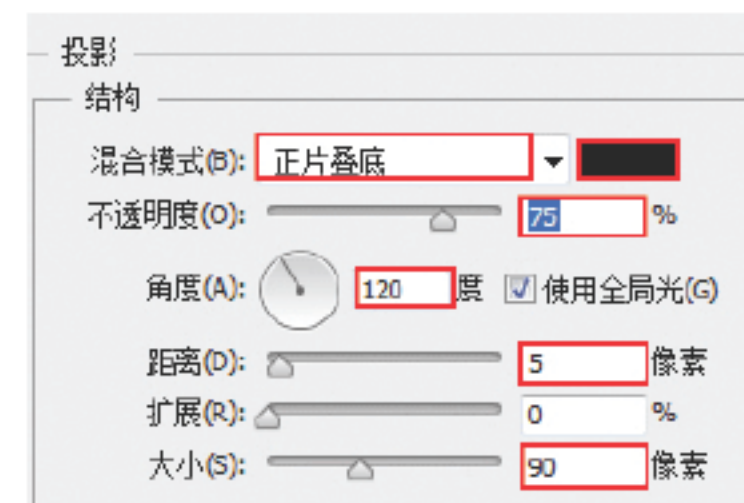 投影
结构
混合模式(B): 正片叠底
不透明度(O): 75 %
角度(A): 120 度 使用全局光(G)
距离(D): 5 像素
扩展(R): 0 %
大小(S): 90 像素